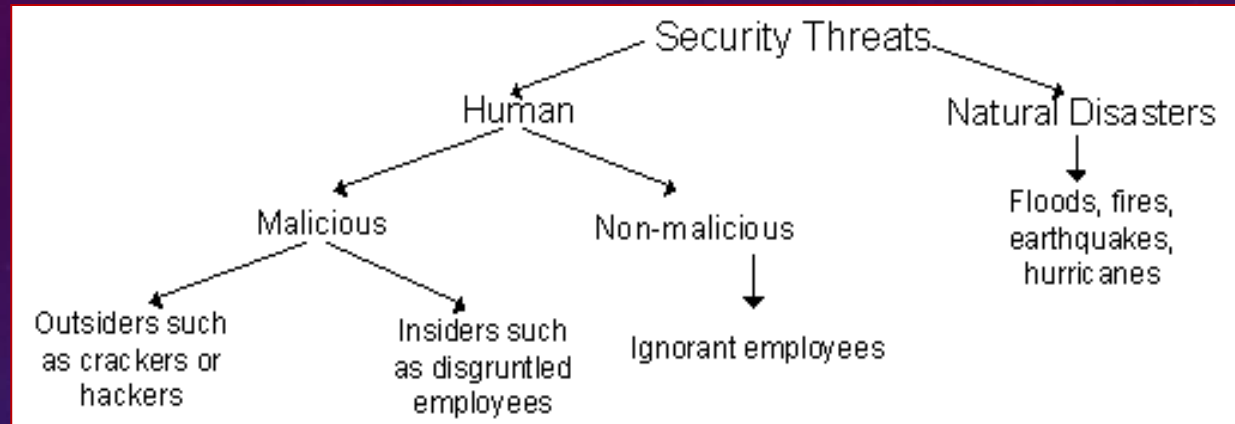 Security Threats
Human
Natural Disasters
Malicious
Non-malicious
Floods, fires,
earthquakes,
hurricanes
Outsiders such
as crackers or
hackers
Insiders such
as disgruntled
employees
Ignorant employees